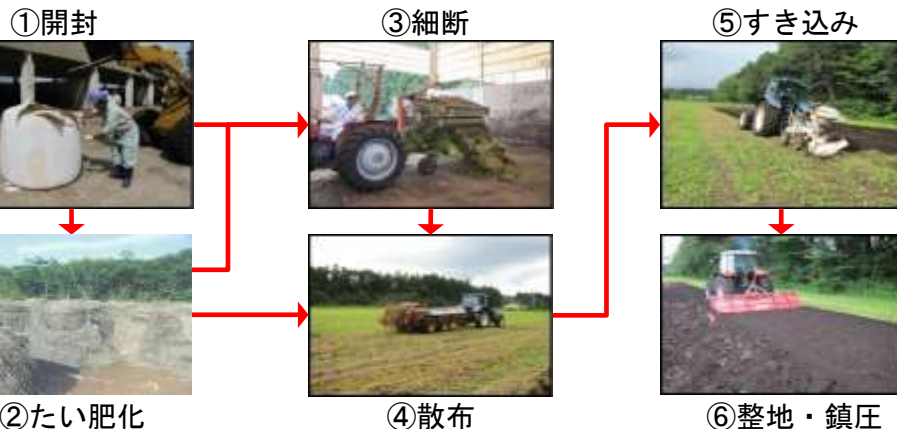 ①開封
③細断
⑤すき込み
②たい肥化
④散布
⑥整地・鎮圧